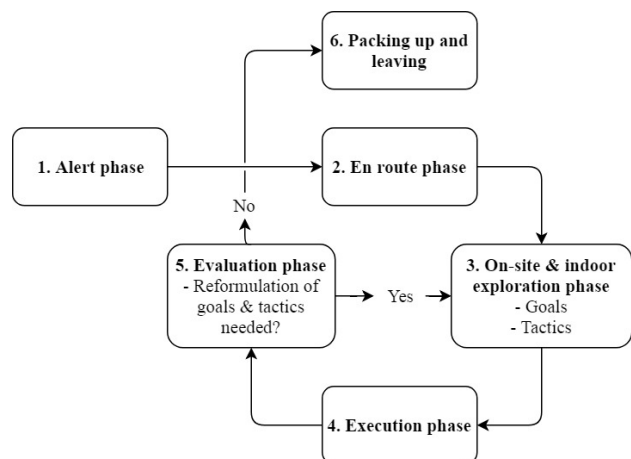 6. Packing up and
leaving
1. Alert phase
2. En route phase
No
5. Evaluation phase
- Reformulation of
goals & tactics
needed?
Yes
3. On-site & indoor
exploration phase
- Goals
- Tactics
4. Execution phase